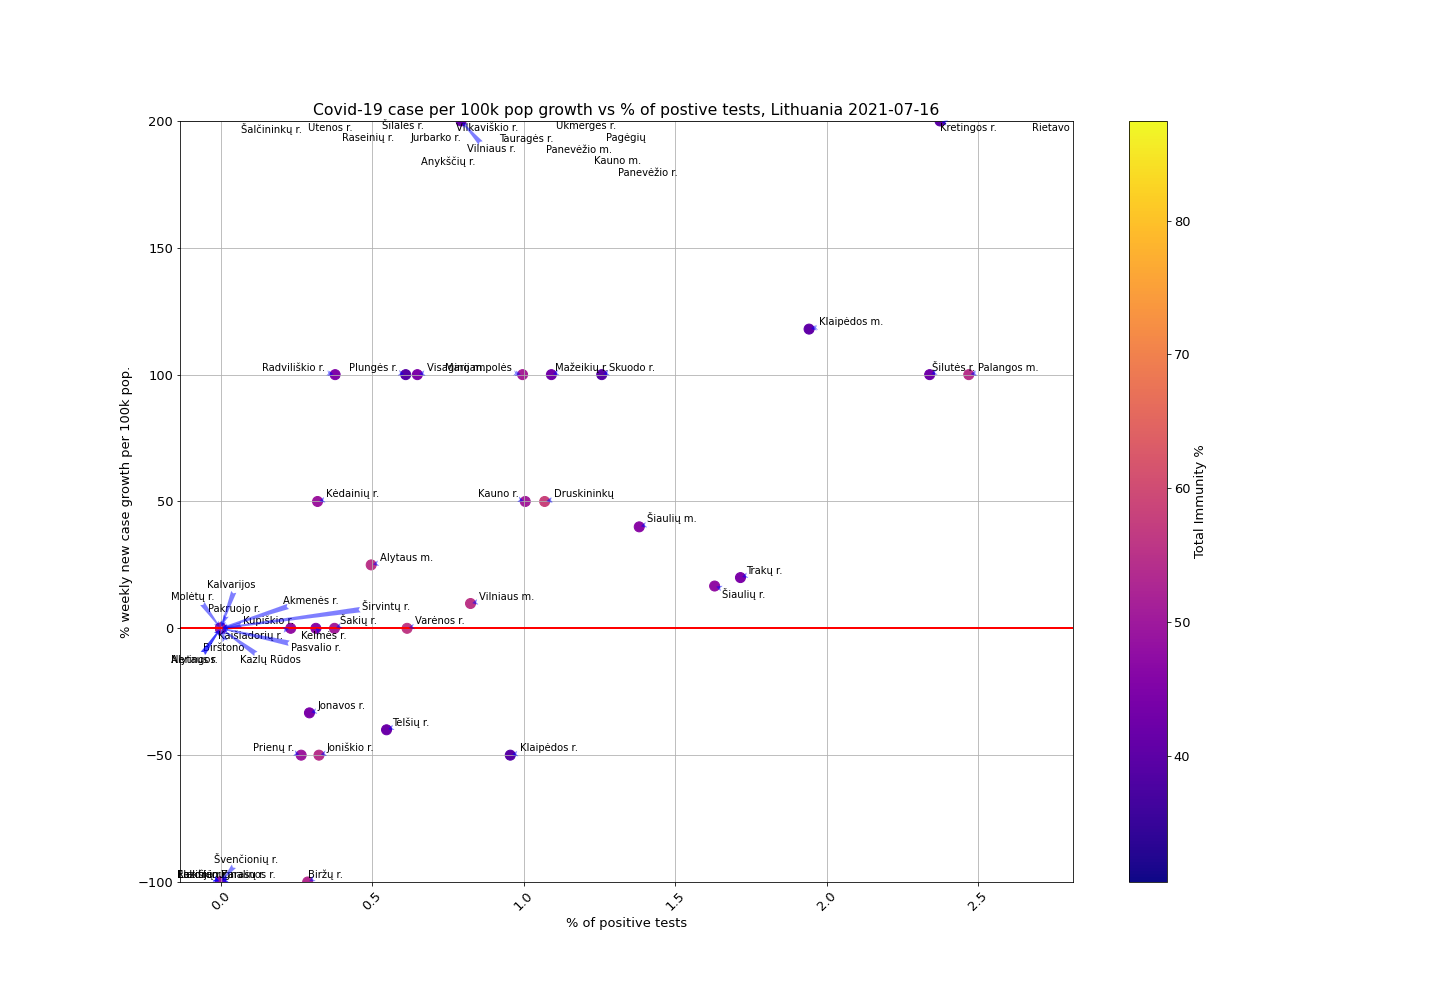 Covid-19 case per 100k pop growth vs % of postive tests, Lithuania 2021-07-16
200
Šalčininkų r.
Utenos r.
Šilalės r.
Vilkaviškio r.
Ukmergės r.
Kretingos r.
Rietavo
Raseinių r.
Jurbarko r.
Tauragės r.
Pagėgių
Vilniaus r.
Panevėžio m.
Anykščių r.
Kauno m.
Panevėžio r.
80
150
Klaipėdos m.
70
100
Radviliškio r.
Plungės r.
Visagino m.
Marijampolės
Mažeikių r.
Skuodo r.
Šilutės r.
Palangos m.
60
50
Kėdainių r.
Kauno r.
Druskininkų
Šiaulių m.
Alytaus m.
Trakų r.
Šiaulių r.
Kalvarijos
Molėtų r.
Akmenės r.
Vilniaus m.
Pakruojo r.
Širvintų r.
50
0
Kupiškio r.
Šakių r.
Varėnos r.
Kaišiadorių r.
Kelmės r.
Birštono
Pasvalio r.
Alytaus r.
Neringos
Kazlų Rūdos
Jonavos r.
Telšių r.
−50
Prienų r.
Joniškio r.
Klaipėdos r.
40
Švenčionių r.
−100
Biržų r.
0.0
0.5
1.0
1.5
2.0
2.5
% of positive tests
% weekly new case growth per 100k pop.
Total Immunity %